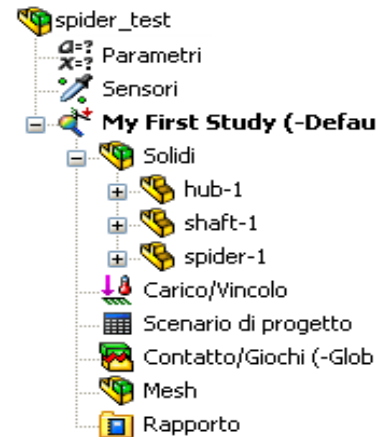 spider_test
Parametri
Sensori
My First Study (-Defau
Solidi
hub-1
shaft-1
spider-1
Carico/Vincolo
Scenario di progetto
Contatto/Giochi (-Glob
Mesh
Rapporto